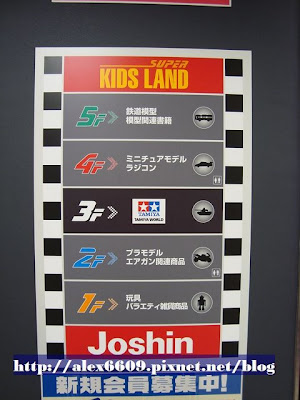 SUPER
KIDS LAND
5F
鉄道模型
模型関連書籍
4F
ミニチュアモデル
ラジコン
3F
TAMIYA
TAMIYA WORLD
2F
プラモデル
エアガン関連商品
1F
玩具
バラエティ雑貨商品
Joshin
http://alex6609.pixnet.net/blog
新規会員募集中!